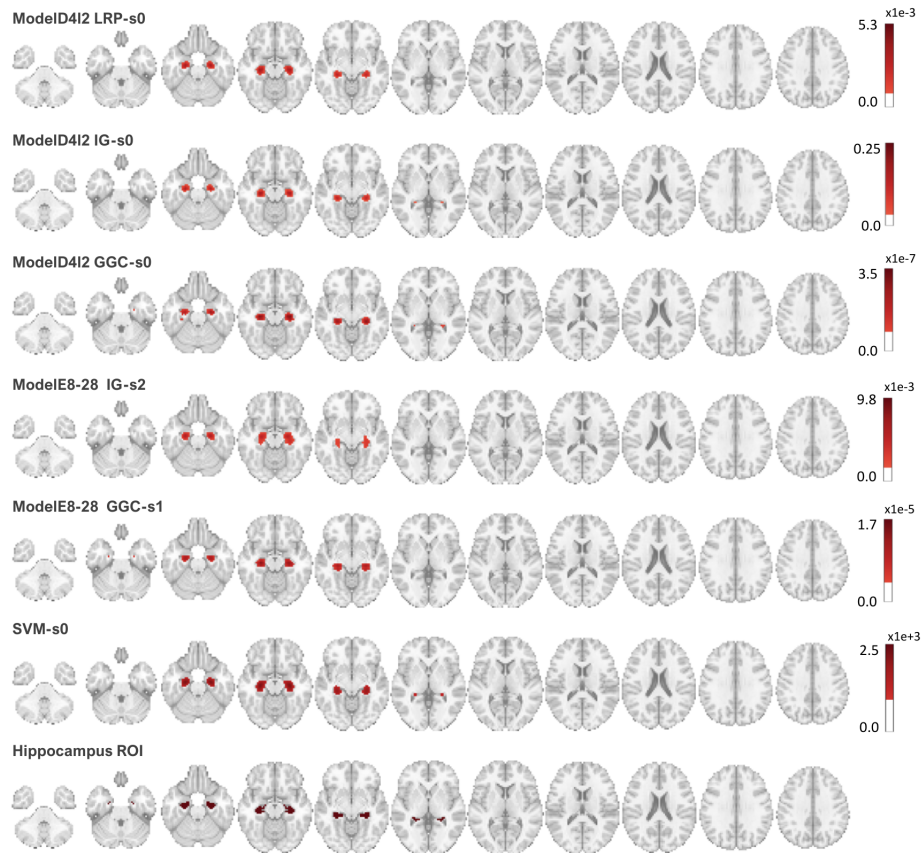 ModelD4l2 LRP-s0
x1e-3
5.3
0.0
ModelD4l2 IG-s0
0.25
0.0
ModelD4l2 GGC-s0
x1e-7
3.5
0.0
ModelE8-28 IG-s2
x1e-3
9.8
0.0
ModelE8-28 GGC-s1
x1e-5
1.7
0.0
SVM-s0
x1e+3
2.5
0.0
Hippocampus ROI